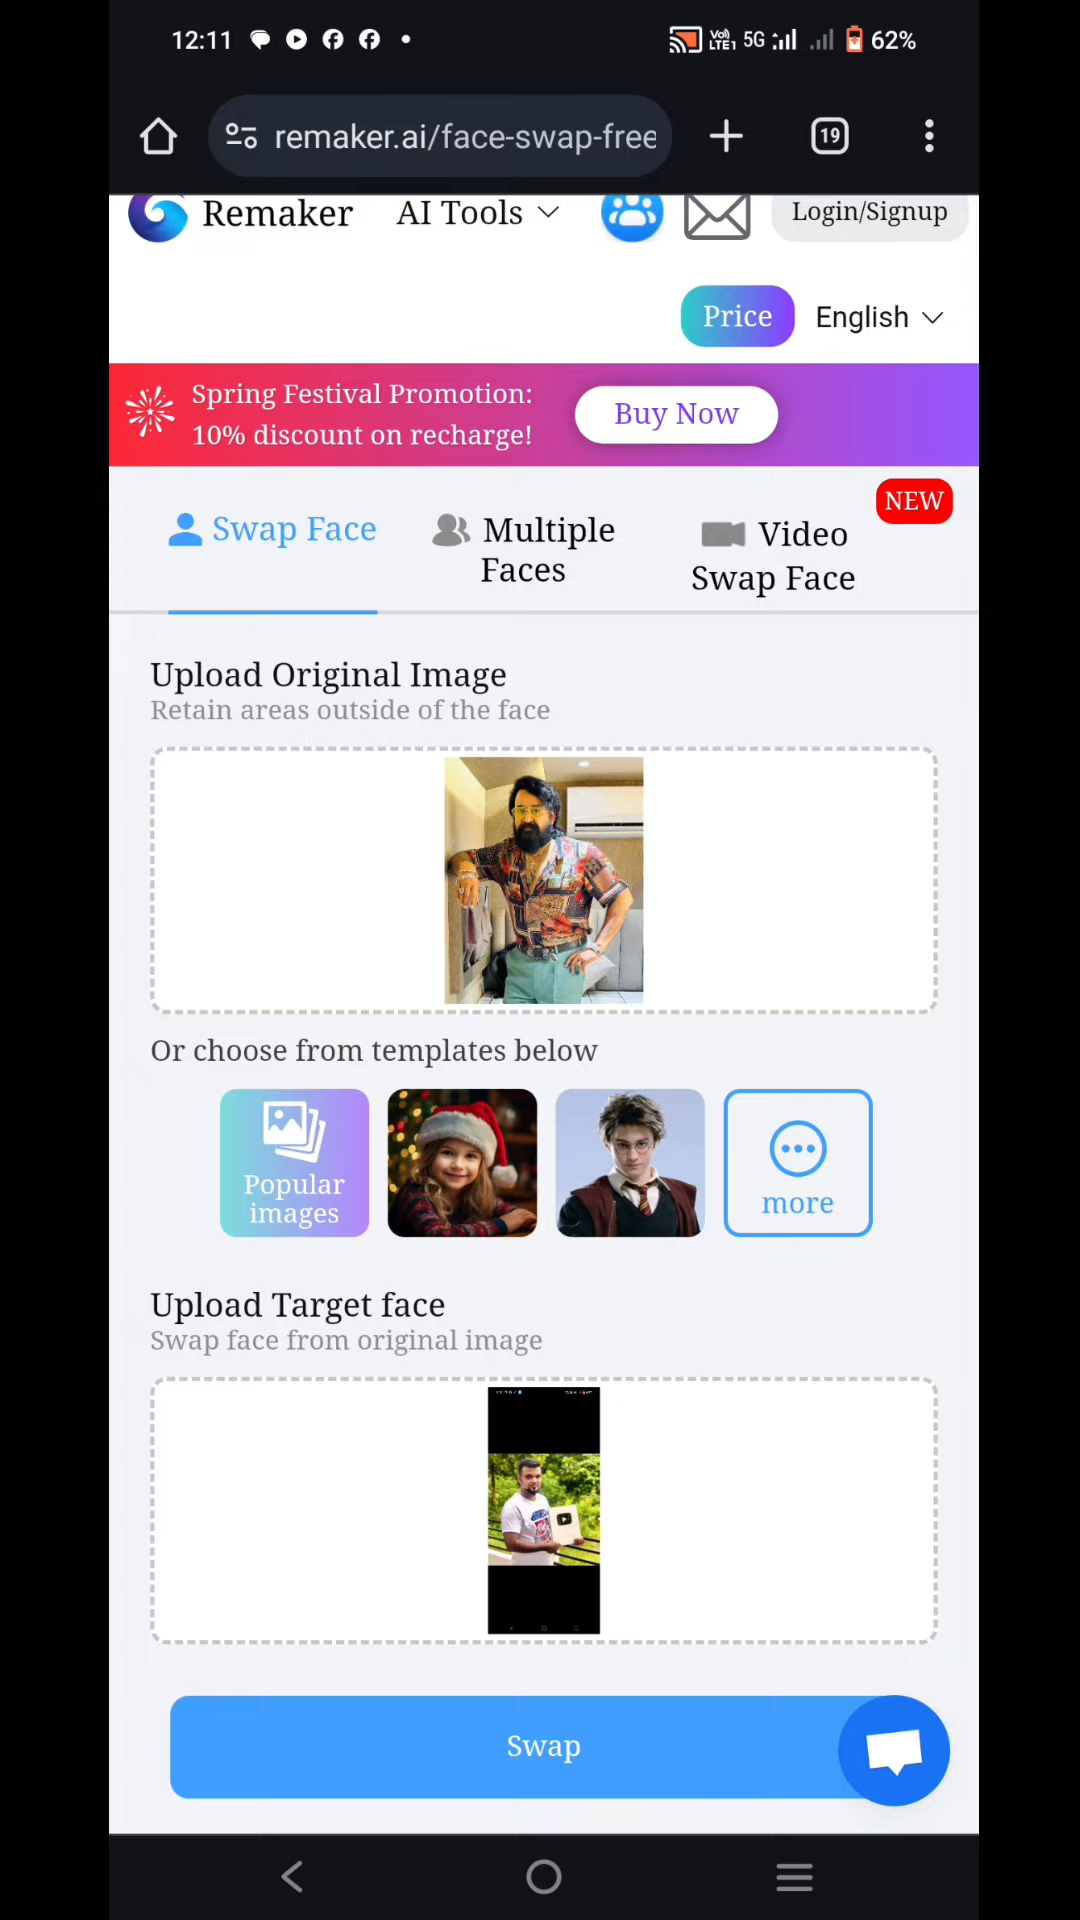 12:11 Vo)) LTE1 5G 62%
remaker.ai/face-swap-free 19
Remaker AI Tools Login/Signup
Price English
Spring Festival Promotion:
10% discount on recharge!
Buy Now
NEW
Swap Face
Multiple
Faces
Video
Swap Face
Upload Original Image
Retain areas outside of the face
Or choose from templates below
Popular
images
more
Upload Target face
Swap face from original image
Swap